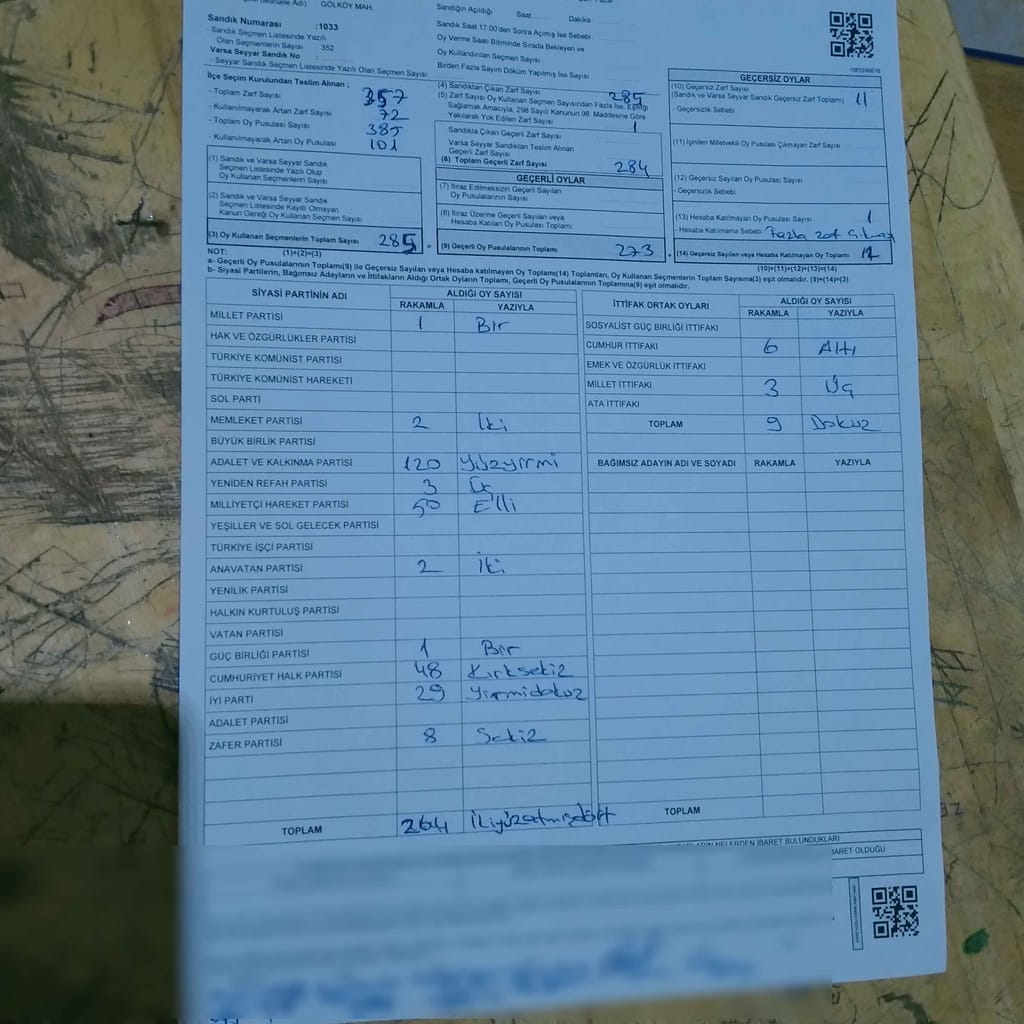 GÖLKÖY MAH.
Sandık Numarası :1033
- Sandık Seçmen Listesinde Yazılı
Olan Seçmenlerin Sayısı 352
Varsa Seyyar Sandık No :
- Seyyar Sandık Seçmen Listesinde Yazılı Olan Seçmen Sayısı
Sandığın Açıldığı Saat Dakika
Sandık Saat 17:00'den Sonra Açılmış İse Sebebi
Oy Verme Saati Bitiminde Sırada Bekleyen ve
Oy Kullandırılan Seçmen Sayısı
Birden Fazla Sayım Döküm Yapılmış İse Sayısı
İlçe Seçim Kurulundan Teslim Alınan ;
- Toplam Zarf Sayısı 357
- Kullanılmayarak Artan Zarf Sayısı 72
- Toplam Oy Pusulası Sayısı 385
- Kullanılmayarak Artan Oy Pusulası 101
(1) Sandık ve Varsa Seyyar Sandık
Seçmen Listesinde Yazılı Olup
Oy Kullanan Seçmenlerin Sayısı
(2) Sandık ve Varsa Seyyar Sandık
Seçmen Listesinde Kayıtlı Olmayan
Kanun Gereği Oy Kullanan Seçmen Sayısı
(3) Oy Kullanan Seçmenlerin Toplam Sayısı 285 =
(1)+(2)=(3)
(4) Sandıktan Çıkan Zarf Sayısı 285
(5) Zarf Sayısı Oy Kullanan Seçmen Sayısından Fazla İse, Eşitliği
Sağlamak Amacıyla, 298 Sayılı Kanunun 98. Maddesine Göre
Yakılarak Yok Edilen Zarf Sayısı 1
Sandıkla Çıkan Geçerli Zarf Sayısı
Varsa Seyyar Sandıktan Teslim Alınan
Geçerli Zarf Sayısı
(6) Toplam Geçerli Zarf Sayısı 284
GEÇERLİ OYLAR
(7) İtiraz Edilmeksizin Geçerli Sayılan
Oy Pusulalarının Sayısı
(8) İtiraz Üzerine Geçerli Sayılan veya
Hesaba Katılan Oy Pusulası Toplamı
(9) Geçerli Oy Pusulalarının Toplamı 273 +
GEÇERSİZ OYLAR
(10) Geçersiz Zarf Sayısı
(Sandık ve Varsa Seyyar Sandık Geçersiz Zarf Toplamı) 11
- Geçersizlik Sebebi
(11) İçinden Milletvekili Oy Pusulası Çıkmayan Zarf Sayısı
(12) Geçersiz Sayılan Oy Pusulası Sayısı
- Geçersizlik Sebebi
(13) Hesaba Katılmayan Oy Pusulası Sayısı 1
- Hesaba Katılmama Sebebi Fazla zarf
(14) Geçersiz Sayılan veya Hesaba Katılmayan Oy Toplamı 12
(10)+(11)+(12)+(13)=(14)
NOT:
a- Geçerli Oy Pusulalarının Toplamı(9) ile Geçersiz Sayılan veya Hesaba katılmayan Oy Toplamı(14) Toplamları, Oy Kullanan Seçmenlerin Toplam Sayısına(3) eşit olmalıdır. (9)+(14)=(3)
b- Siyasi Partilerin, Bağımsız Adayların ve İttifakların Aldığı Ortak Oyların Toplamı, Geçerli Oy Pusulalarının Toplamına(9) eşit olmalıdır.
SİYASİ PARTİNİN ADI ALDIĞI OY SAYISI
RAKAMLA YAZIYLA
MİLLET PARTİSİ 1 Bir
HAK VE ÖZGÜRLÜKLER PARTİSİ
TÜRKİYE KOMÜNİST PARTİSİ
TÜRKİYE KOMÜNİST HAREKETİ
SOL PARTİ
MEMLEKET PARTİSİ 2 İki
BÜYÜK BİRLİK PARTİSİ
ADALET VE KALKINMA PARTİSİ 120 Yüzyirmi
YENİDEN REFAH PARTİSİ 3 Üç
MİLLİYETÇİ HAREKET PARTİSİ 50 Elli
YEŞİLLER VE SOL GELECEK PARTİSİ
TÜRKİYE İŞÇİ PARTİSİ
ANAVATAN PARTİSİ 2 İki
YENİLİK PARTİSİ
HALKIN KURTULUŞ PARTİSİ
VATAN PARTİSİ
GÜÇ BİRLİĞİ PARTİSİ 1 Bir
CUMHURİYET HALK PARTİSİ 48 Kırksekiz
İYİ PARTİ 29 Yirmidokuz
ADALET PARTİSİ
ZAFER PARTİSİ 8 Sekiz
TOPLAM 264 İkiyüzatmışdört
İTTİFAK ORTAK OYLARI ALDIĞI OY SAYISI
RAKAMLA YAZIYLA
SOSYALİST GÜÇ BİRLİĞİ İTTİFAKI
CUMHUR İTTİFAKI 6 Altı
EMEK VE ÖZGÜRLÜK İTTİFAKI
MİLLET İTTİFAKI 3 Üç
ATA İTTİFAKI
TOPLAM 9 Dokuz
BAĞIMSIZ ADAYIN ADI VE SOYADI RAKAMLA YAZIYLA
TOPLAM
NELERDEN İBARET BULUNDUKLARI
İBARET OLDUĞU